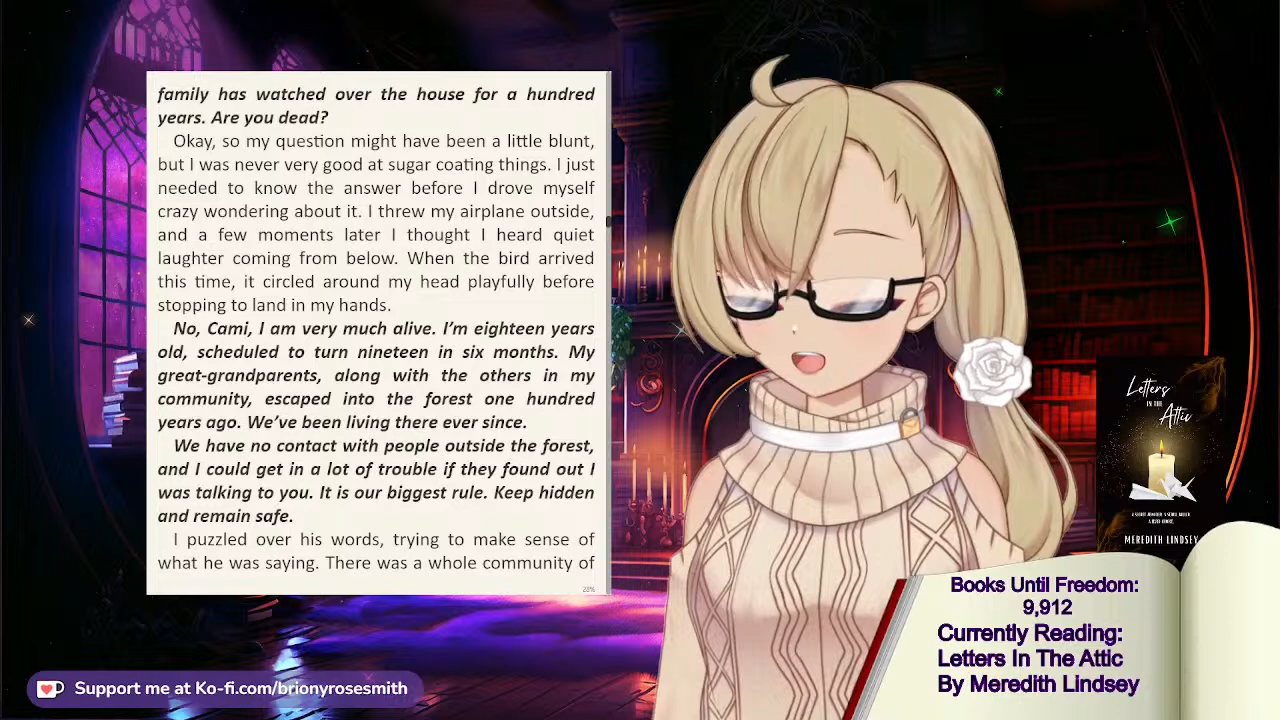 family has watched over the house for a hundred
years. Are you dead?
Okay, so my question might have been a little blunt,
but I was never very good at sugar coating things. I just
needed to know the answer before I drove myself
crazy wondering about it. I threw my airplane outside,
and a few moments later I thought I heard quiet
laughter coming from below. When the bird arrived
this time, it circled around my head playfully before
stopping to land in my hands.
No, Cami, I am very much alive. I’m eighteen years
old, scheduled to turn nineteen in six months. My
great-grandparents, along with the others in my
community, escaped into the forest one hundred
years ago. We’ve been living there ever since.
We have no contact with people outside the forest,
and I could get in a lot of trouble if they found out I
was talking to you. It is our biggest rule. Keep hidden
and remain safe.
I puzzled over his words, trying to make sense of
what he was saying. There was a whole community of
28%
Letters
IN THE
Attic
MEREDITH LINDSEY
Books Until Freedom:
9,912
Currently Reading:
Letters In The Attic
By Meredith Lindsey
Support me at Ko-fi.com/brionyrosesmith